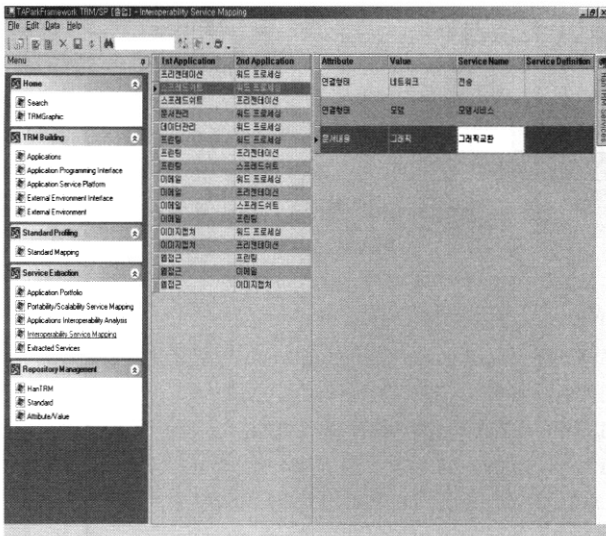 TAParkFramework TRM/SP [종입] - Interoperability Service Mapping
File Edit Data Help
Menu
Home
Search
TRMGraphic
TRM Building
Applications
Application Programming Interface
Application Service Platform
External Environment Interface
External Environment
Standard Profiling
Standard Mapping
Service Extraction
Application Portfolio
Portability/Scalability Service Mapping
Applications Interoperability Analysis
Interoperability Service Mapping
Extracted Services
Repository Management
HanTRM
Standard
Attribute/Value
1st Application 2nd Application
프리젠테이션 워드 프로세싱
스프레드쉬트 워드 프로세싱
스프레드쉬트 프리젠테이션
문서관리 워드 프로세싱
데이터관리 워드 프로세싱
프린팅 워드 프로세싱
프린팅 프리젠테이션
프린팅 스프레드쉬트
이메일 워드 프로세싱
이메일 프리젠테이션
이메일 스프레드쉬트
이메일 프린팅
이미지캡처 워드 프로세싱
이미지캡처 프리젠테이션
웹접근 프린팅
웹접근 이메일
웹접근 이미지캡처
Attribute Value Service Name Service Definition
연결형태 네트워크 전송
연결형태 모뎀 모뎀서비스
문서내용 그래픽 그래픽교환